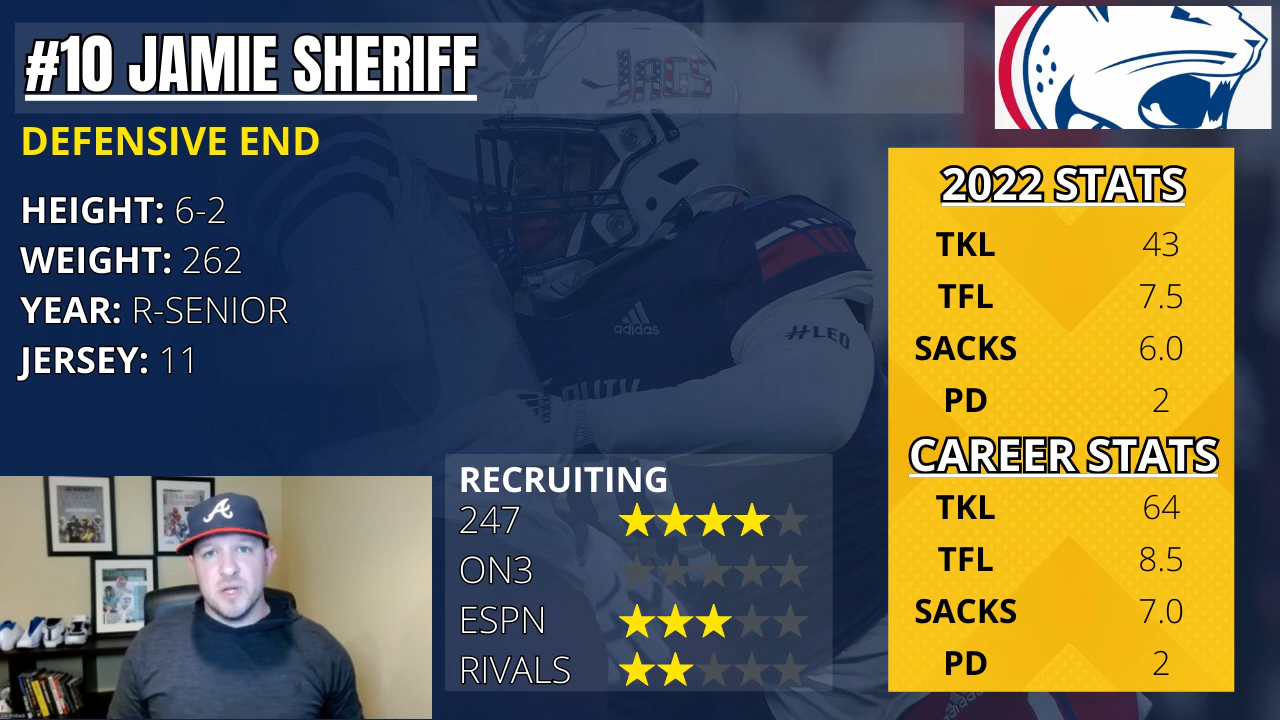 #10 JAMIE SHERIFF
DEFENSIVE END
HEIGHT: 6-2
WEIGHT: 262
YEAR: R-SENIOR
JERSEY: 11
JAGS
adidas
#LEO
SOUTH
RECRUITING
247
ON3
ESPN
RIVALS
2022 STATS
TKL 43
TFL 7.5
SACKS 6.0
PD 2
CAREER STATS
TKL 64
TFL 8.5
SACKS 7.0
PD 2
A